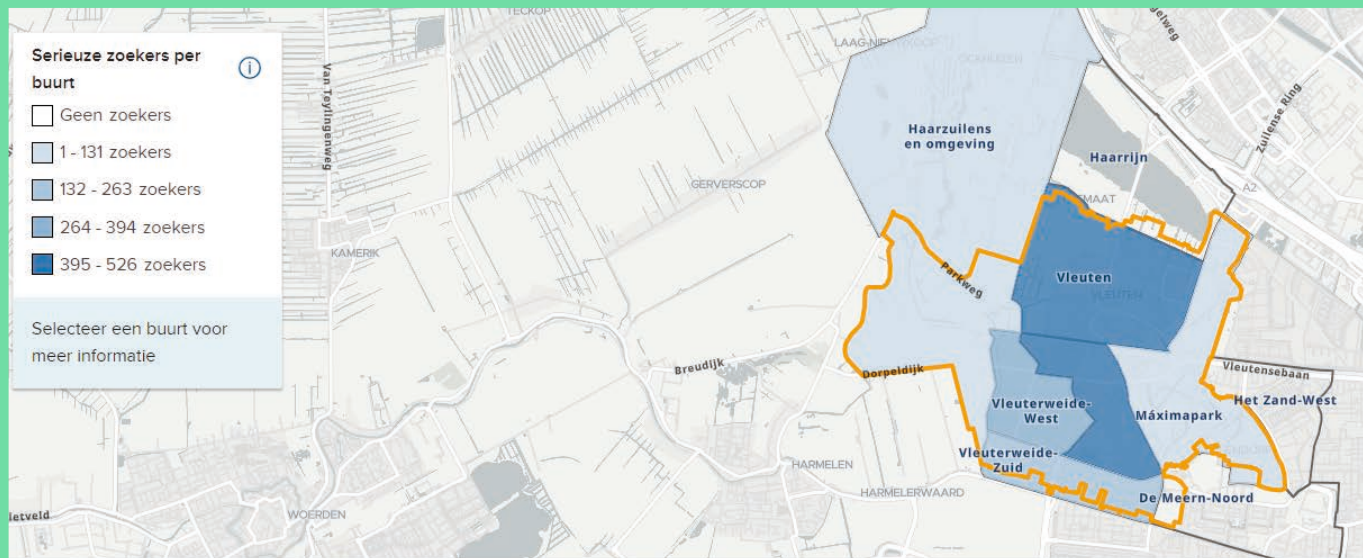 Serieuze zoekers per
buurt
Geen zoekers
1 - 131 zoekers
132 - 263 zoekers
264 - 394 zoekers
395 - 526 zoekers
Selecteer een buurt voor
meer informatie
TECKOP
Van Teylingenweg
Haarzuilens
en omgeving
Zuilense Ring
Haarrijn
A2
GERVERSCOP
KAMERIK
Parkweg
Vleuten
VLEUTEN
Breudijk
Dorpeldijk
Vleutensebaan
Vleuterweide-
West
Máximapark
Het Zand-West
Vleuterweide-
Zuid
HARMELEN
HARMELERWAARD
De Meern-Noord
WOERDEN